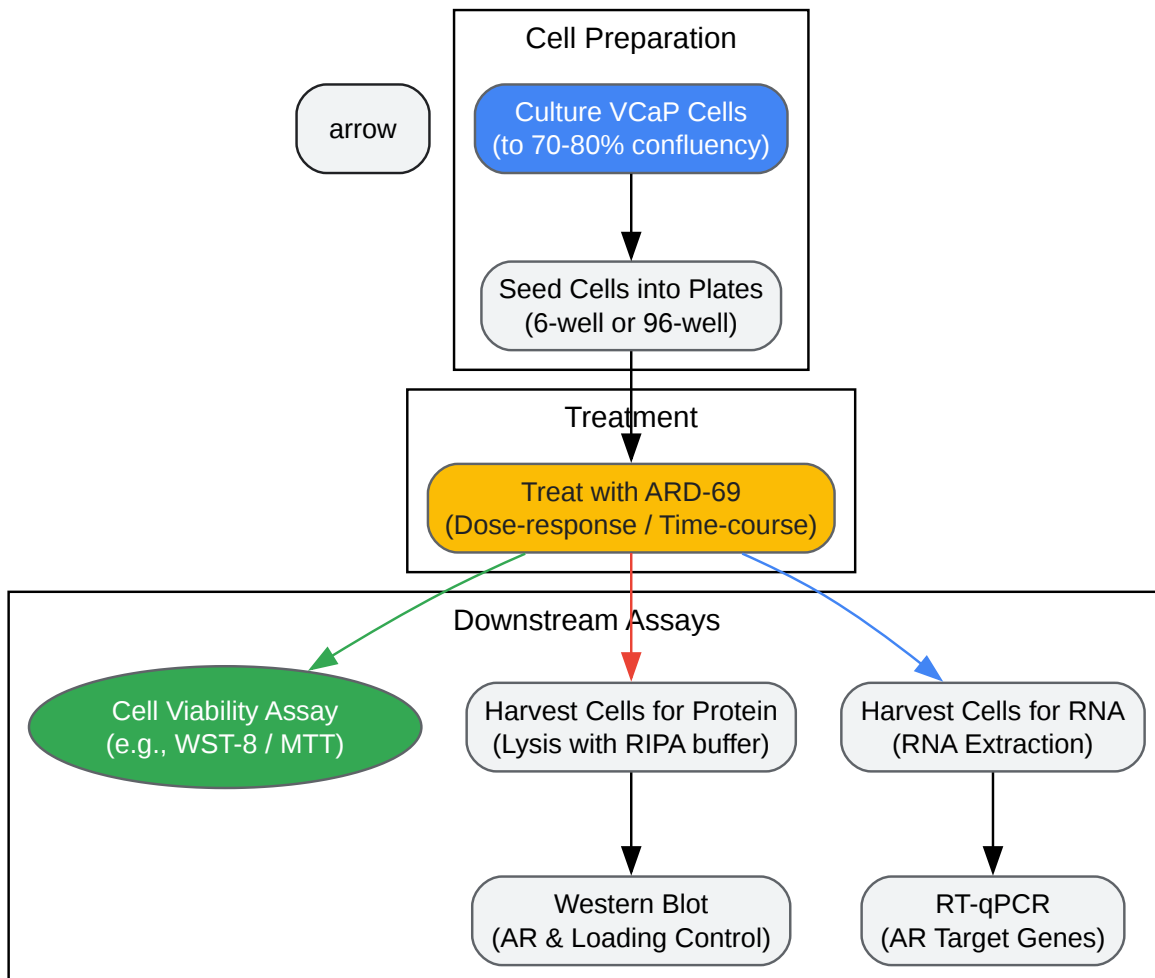 Cell Preparation
arrow
Culture VCaP Cells
(to 70-80% confluency)
Seed Cells into Plates
(6-well or 96-well)
Treatment
Treat with ARD-69
(Dose-response / Time-course)
Downstream Assays
Cell Viability Assay
(e.g., WST-8 / MTT)
Harvest Cells for Protein
(Lysis with RIPA buffer)
Harvest Cells for RNA
(RNA Extraction)
Western Blot
(AR & Loading Control)
RT-qPCR
(AR Target Genes)